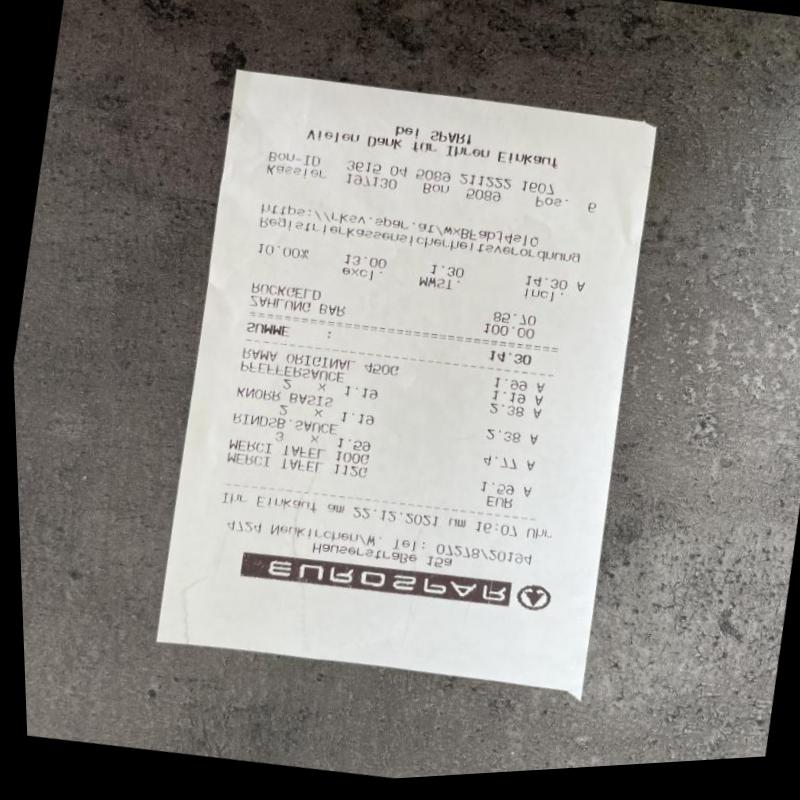 EUROSPAR
Hauserstraße 15a
4724 Neukirchen/W. Tel: 07278/20194
Ihr Einkauf am 22.12.2021 um 16:07 Uhr
EUR
MERCI TAFEL 112G 1.59 A
MERCI TAFEL 100G
3 x 1.59 4.77 A
RINDSB.SAUCE
2 x 1.19 2.38 A
KNORR BASIS
2 x 1.19 2.38 A
PFEFFERSAUCE 1.19 A
RAMA ORIGINAL 450G 1.99 A
SUMME : 14.30
ZAHLUNG BAR 100.00
RÜCKGELD 85.70
excl. MWST. incl.
10.00% 13.00 1.30 14.30 A
Registrierkassensicherheitsverordnung
https://rksv.spar.at/wxBFabJ4sIC
Kassier 197130 Bon 5089 Pos. 6
Bon-ID 3615 04 5089 211222 1607
Vielen Dank für Ihren Einkauf
bei SPAR!